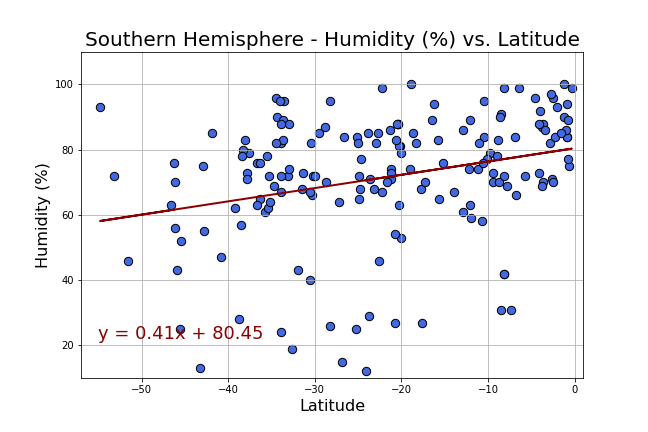 Southern Hemisphere - Humidity (%) vs. Latitude
100
80
60
40
20
Humidity (%)
y = 0.41x + 80.45
−50 −40 −30 −20 −10 0
Latitude